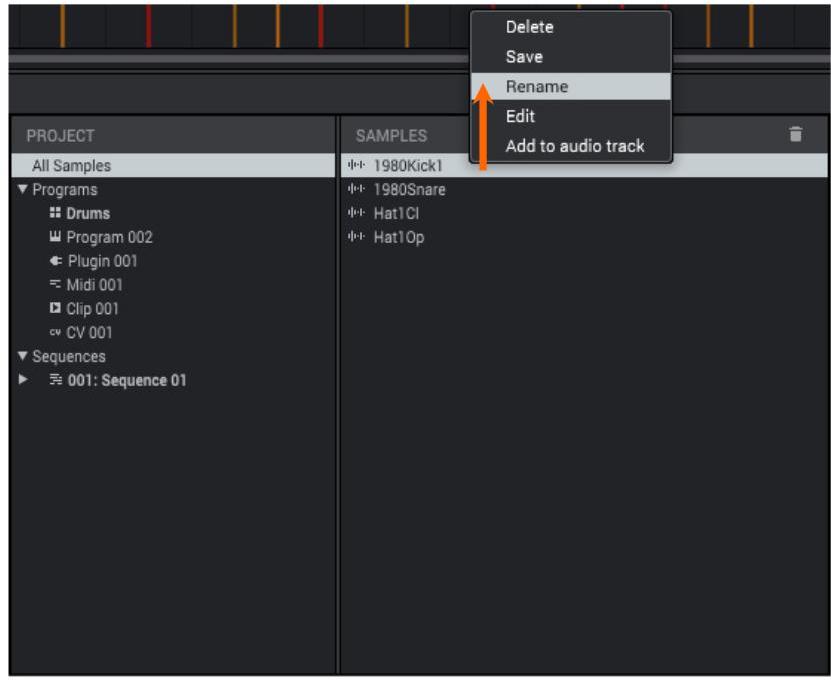 Delete
Save
Rename
Edit
Add to audio track
PROJECT
All Samples
Programs
Drums
Program 002
Plugin 001
Midi 001
Clip 001
CV CV 001
Sequences
001: Sequence 01
SAMPLES
1980Kick1
1980Snare
Hat1Cl
Hat1Op